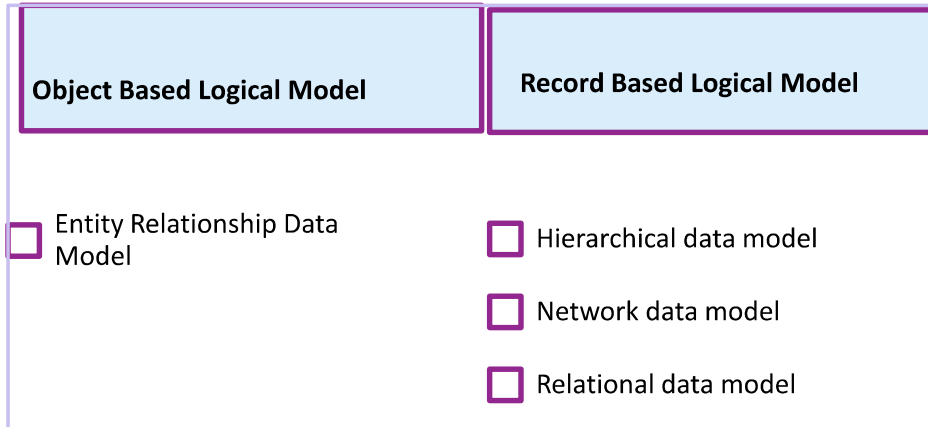 Object Based Logical Model
Record Based Logical Model
Entity Relationship Data
Model
Hierarchical data model
Network data model
Relational data model